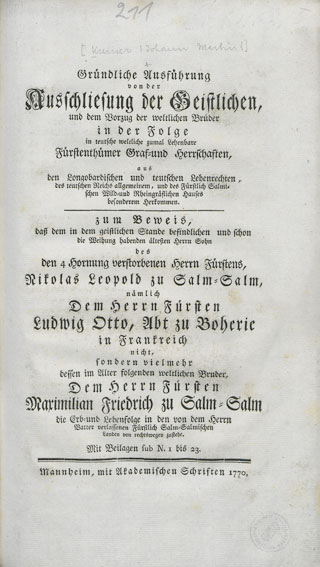 211
[Kremer (Johann Martin)]
Gründliche Ausführung
von der
Ausschliesung der Geistlichen,
und dem Vorzug der weltlichen Brüder
in der Folge
in teutsche weltliche zumal Lehenbare
Fürstenthümer Graf-und Herrschaften,
aus
den Longobardischen und teutschen Lehenrechten,
des teutschen Reichs allgemeinem, und des Fürstlich Salmi-
schen Wild-und Rheingräflichen Hauses
besonderem Herkommen.
zum Beweis,
daß dem in dem geistlichen Stande befindlichen und schon
die Weihung habenden ältesten Herrn Sohn
des
den 4 Hornung verstorbenen Herrn Fürstens,
Nikolas Leopold zu Salm-Salm,
nämlich
Dem Herrn Fürsten
Ludwig Otto, Abt zu Boherie
in Frankreich
nicht,
sondern vielmehr
dessen im Alter folgenden weltlichen Bruder,
Dem Herrn Fürsten
Maximilian Friedrich zu Salm-Salm
die Erb-und Lehenfolge in den von dem Herrn
Vatter verlassenen Fürstlich Salm-Salmischen
Landen von rechtswegen zustehe.
Mit Beilagen sub N. 1 bis 23.
Mannheim, mit Akademischen Schriften 1770.